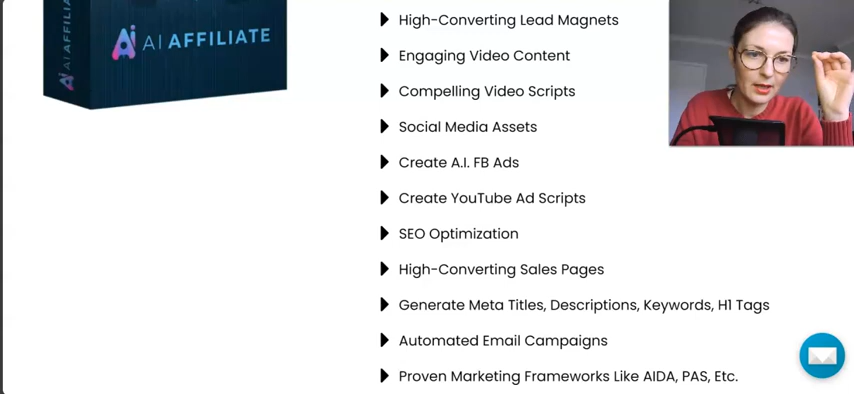 AI AFFILIATE
AI AFFILIA
High-Converting Lead Magnets
Engaging Video Content
Compelling Video Scripts
Social Media Assets
Create A.I. FB Ads
Create YouTube Ad Scripts
SEO Optimization
High-Converting Sales Pages
Generate Meta Titles, Descriptions, Keywords, H1 Tags
Automated Email Campaigns
Proven Marketing Frameworks Like AIDA, PAS, Etc.